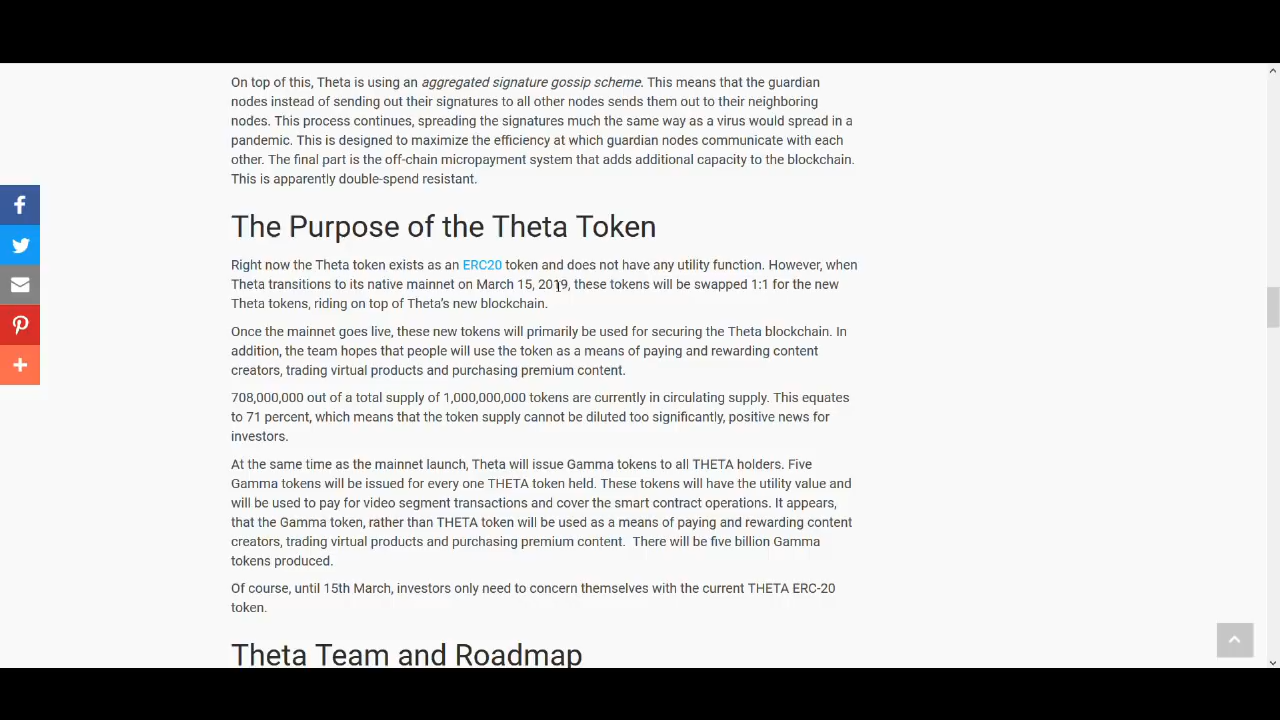 On top of this, Theta is using an aggregated signature gossip scheme. This means that the guardian
nodes instead of sending out their signatures to all other nodes sends them out to their neighboring
nodes. This process continues, spreading the signatures much the same way as a virus would spread in a
pandemic. This is designed to maximize the efficiency at which guardian nodes communicate with each
other. The final part is the off-chain micropayment system that adds additional capacity to the blockchain.
This is apparently double-spend resistant.
The Purpose of the Theta Token
Right now the Theta token exists as an ERC20 token and does not have any utility function. However, when
Theta transitions to its native mainnet on March 15, 2019, these tokens will be swapped 1:1 for the new
Theta tokens, riding on top of Theta's new blockchain.
Once the mainnet goes live, these new tokens will primarily be used for securing the Theta blockchain. In
addition, the team hopes that people will use the token as a means of paying and rewarding content
creators, trading virtual products and purchasing premium content.
708,000,000 out of a total supply of 1,000,000,000 tokens are currently in circulating supply. This equates
to 71 percent, which means that the token supply cannot be diluted too significantly, positive news for
investors.
At the same time as the mainnet launch, Theta will issue Gamma tokens to all THETA holders. Five
Gamma tokens will be issued for every one THETA token held. These tokens will have the utility value and
will be used to pay for video segment transactions and cover the smart contract operations. It appears,
that the Gamma token, rather than THETA token will be used as a means of paying and rewarding content
creators, trading virtual products and purchasing premium content.  There will be five billion Gamma
tokens produced.
Of course, until 15th March, investors only need to concern themselves with the current THETA ERC-20
token.
Theta Team and Roadmap